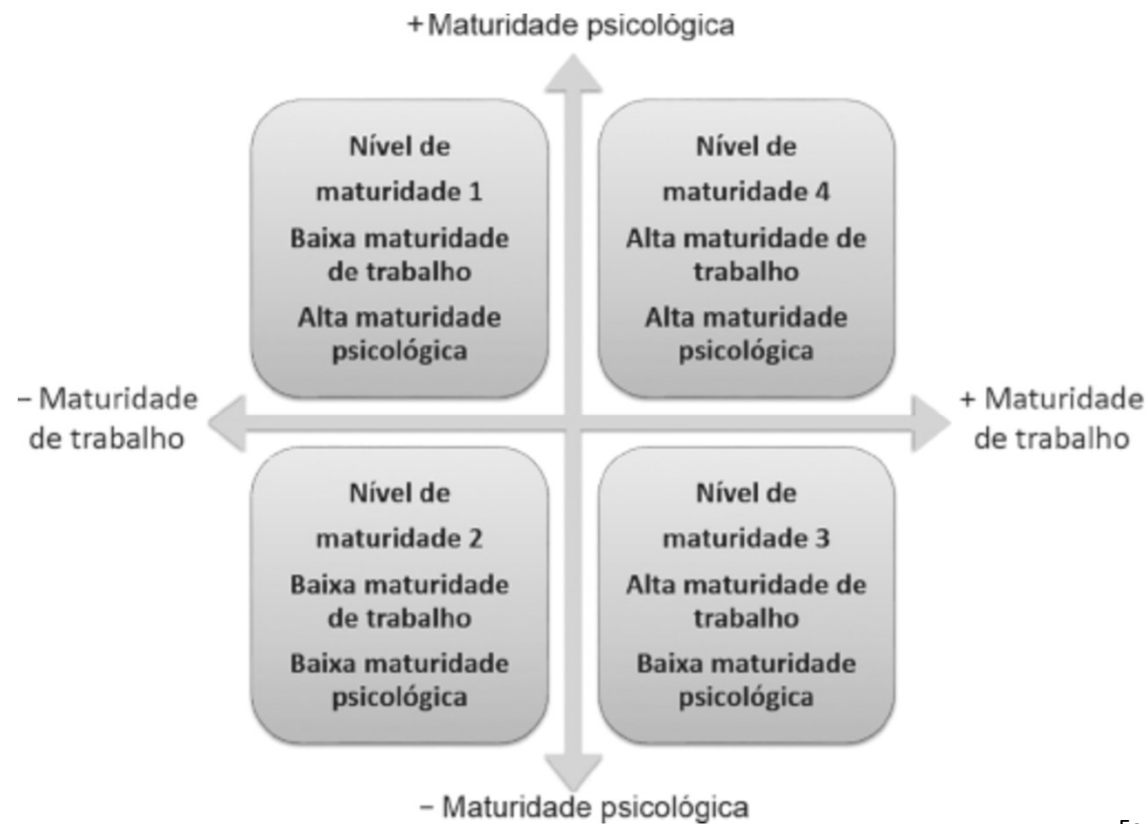 + Maturidade psicológica
Nível de
maturidade 1
Baixa maturidade
de trabalho
Alta maturidade
psicológica
Nível de
maturidade 4
Alta maturidade de
trabalho
Alta maturidade
psicológica
– Maturidade
de trabalho
+ Maturidade
de trabalho
Nível de
maturidade 2
Baixa maturidade
de trabalho
Baixa maturidade
psicológica
Nível de
maturidade 3
Alta maturidade de
trabalho
Baixa maturidade
psicológica
– Maturidade psicológica